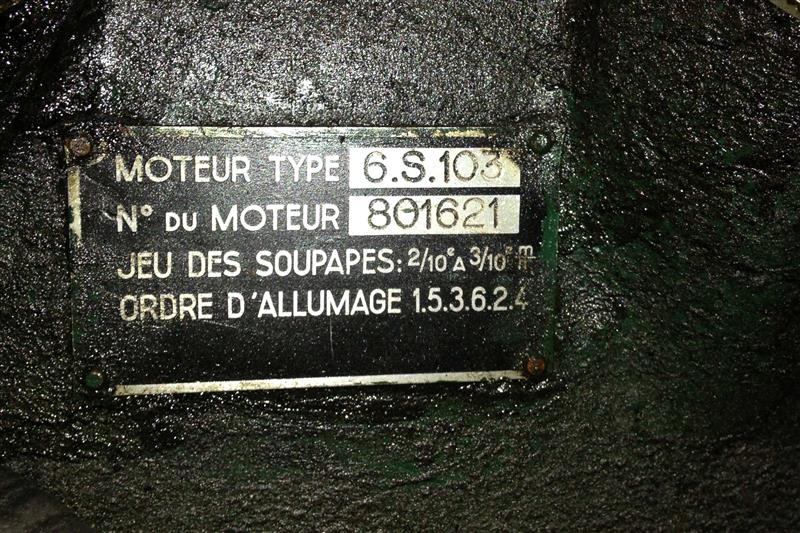 MOTEUR TYPE 6.S.103
N° DU MOTEUR 801621
JEU DES SOUPAPES: 2/10e A 3/10e m/m
ORDRE D'ALLUMAGE 1.5.3.6.2.4